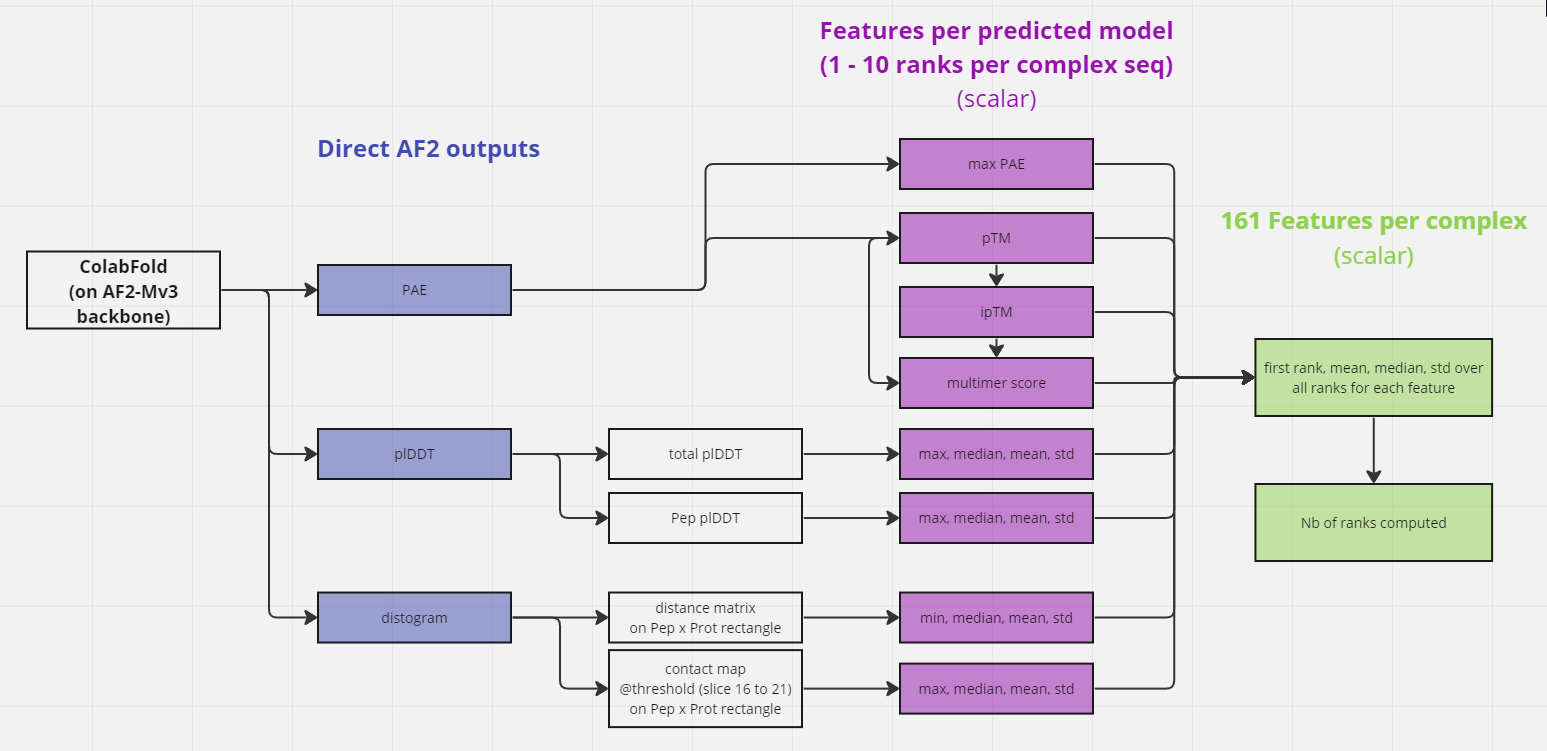 Features per predicted model
(1 - 10 ranks per complex seq)
(scalar)
Direct AF2 outputs
161 Features per complex
(scalar)
ColabFold
(on AF2-Mv3
backbone)
PAE
max PAE
pTM
ipTM
multimer score
plDDT
total plDDT
max, median, mean, std
Pep plDDT
max, median, mean, std
distogram
distance matrix
on Pep x Prot rectangle
min, median, mean, std
contact map
@threshold (slice 16 to 21)
on Pep x Prot rectangle
max, median, mean, std
first rank, mean, median, std over
all ranks for each feature
Nb of ranks computed